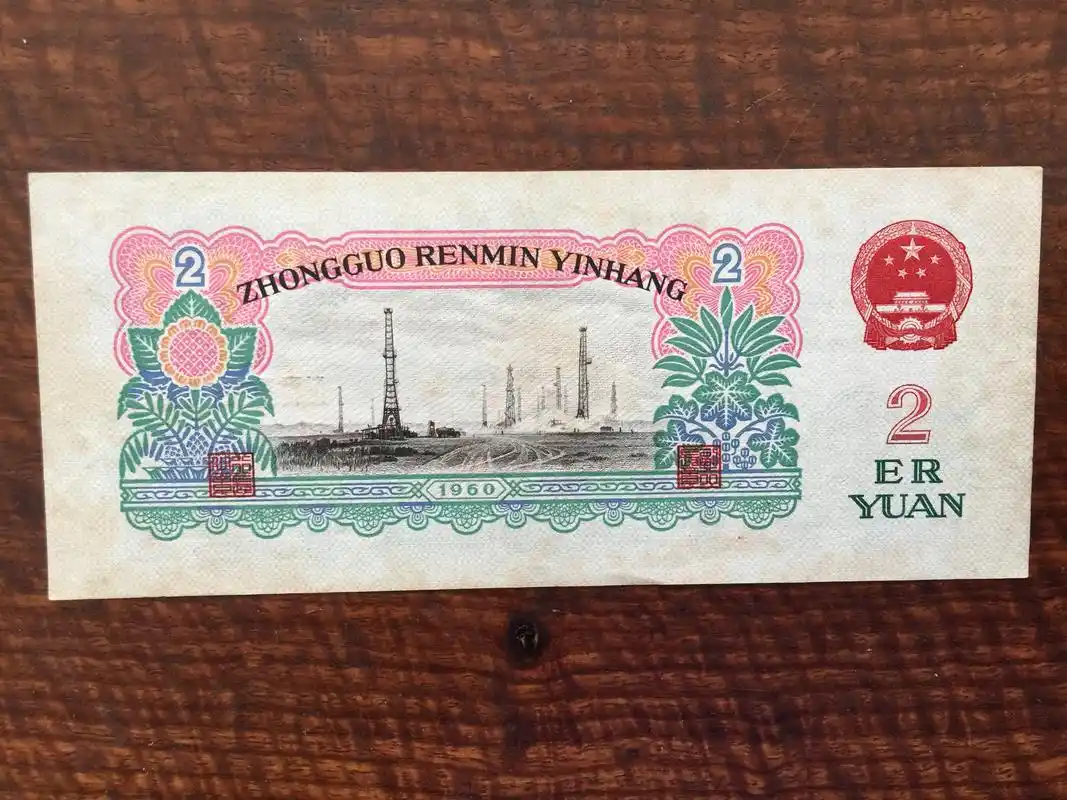 2
2
ZHONGGUO RENMIN YINHANG
2
ER
YUAN
1960